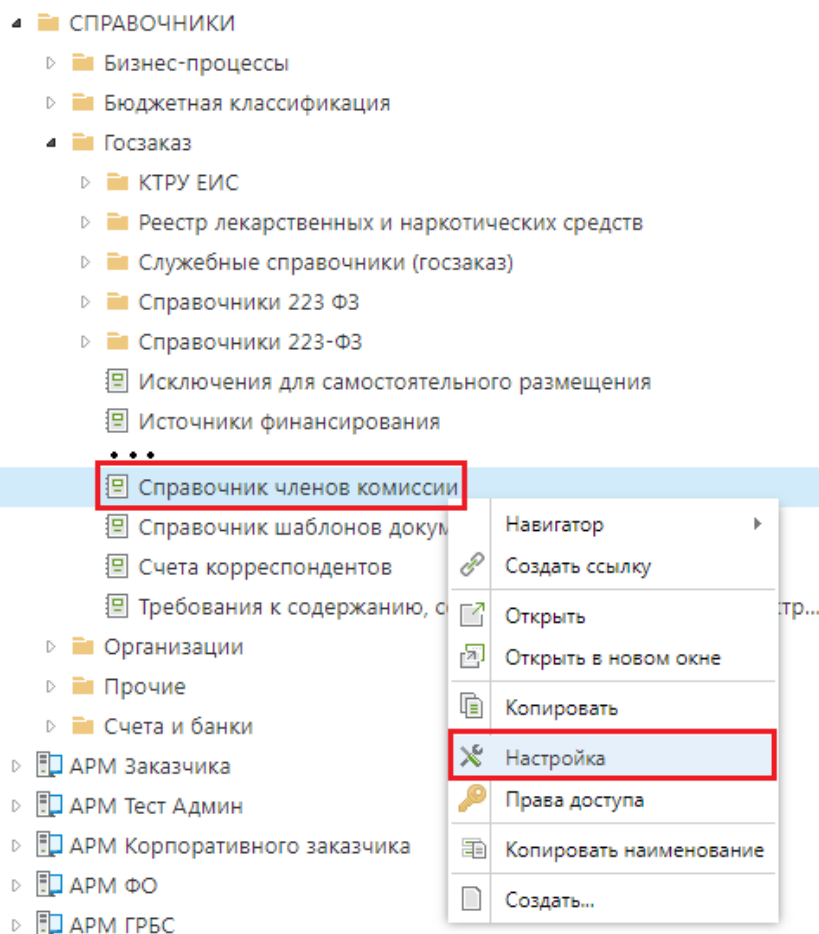 СПРАВОЧНИКИ
Бизнес-процессы
Бюджетная классификация
Госзаказ
КТРУ ЕИС
Реестр лекарственных и наркотических средств
Служебные справочники (госзаказ)
Справочники 223 ФЗ
Справочники 223-ФЗ
Исключения для самостоятельного размещения
Источники финансирования
• • •
Справочник членов комиссии
Справочник шаблонов докум
Счета корреспондентов
Требования к содержанию, с тр...
Организации
Прочие
Счета и банки
АРМ Заказчика
АРМ Тест Админ
АРМ Корпоративного заказчика
АРМ ФО
АРМ ГРБС
Навигатор
Создать ссылку
Открыть
Открыть в новом окне
Копировать
Настройка
Права доступа
Копировать наименование
Создать...